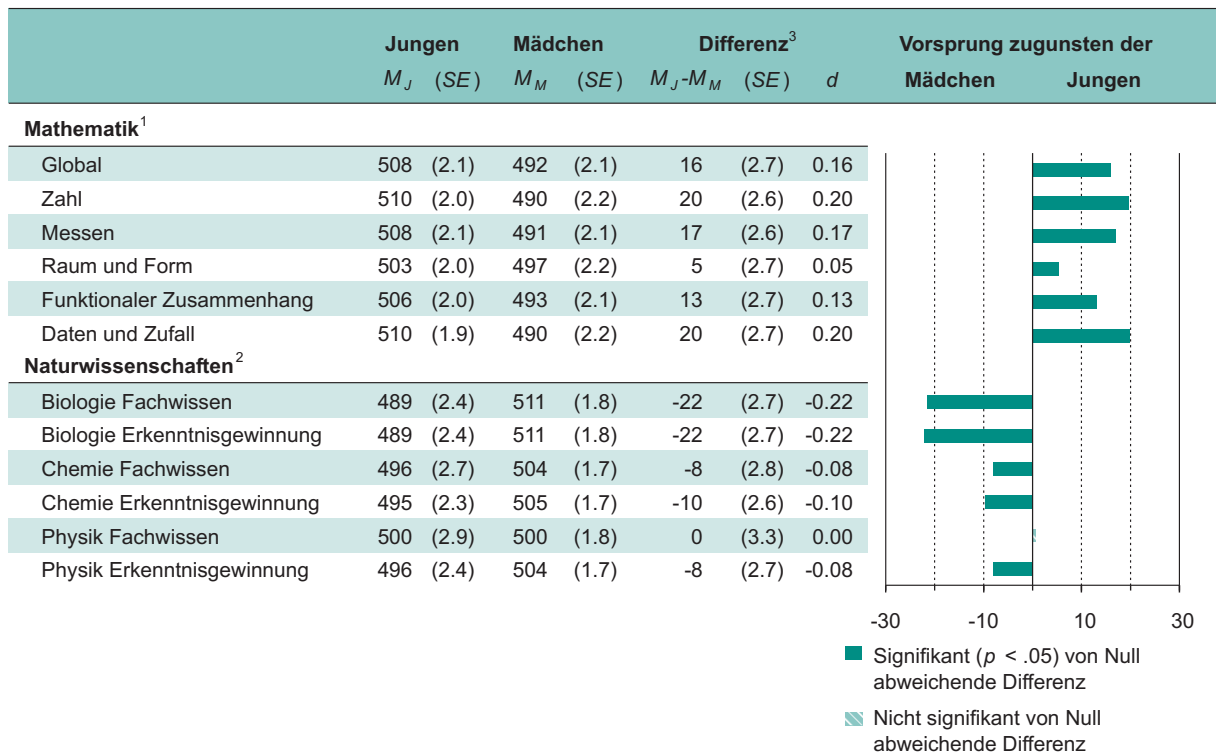 Jungen Mädchen Differenz3 Vorsprung zugunsten der
MJ (SE) MM (SE) MJ-MM (SE) d Mädchen Jungen
Mathematik1
Global 508 (2.1) 492 (2.1) 16 (2.7) 0.16
Zahl 510 (2.0) 490 (2.2) 20 (2.6) 0.20
Messen 508 (2.1) 491 (2.1) 17 (2.6) 0.17
Raum und Form 503 (2.0) 497 (2.2) 5 (2.7) 0.05
Funktionaler Zusammenhang 506 (2.0) 493 (2.1) 13 (2.7) 0.13
Daten und Zufall 510 (1.9) 490 (2.2) 20 (2.7) 0.20
Naturwissenschaften2
Biologie Fachwissen 489 (2.4) 511 (1.8) -22 (2.7) -0.22
Biologie Erkenntnisgewinnung 489 (2.4) 511 (1.8) -22 (2.7) -0.22
Chemie Fachwissen 496 (2.7) 504 (1.7) -8 (2.8) -0.08
Chemie Erkenntnisgewinnung 495 (2.3) 505 (1.7) -10 (2.6) -0.10
Physik Fachwissen 500 (2.9) 500 (1.8) 0 (3.3) 0.00
Physik Erkenntnisgewinnung 496 (2.4) 504 (1.7) -8 (2.7) -0.08
-30 -10 10 30
Signifikant (p < .05) von Null
abweichende Differenz
Nicht signifikant von Null
abweichende Differenz